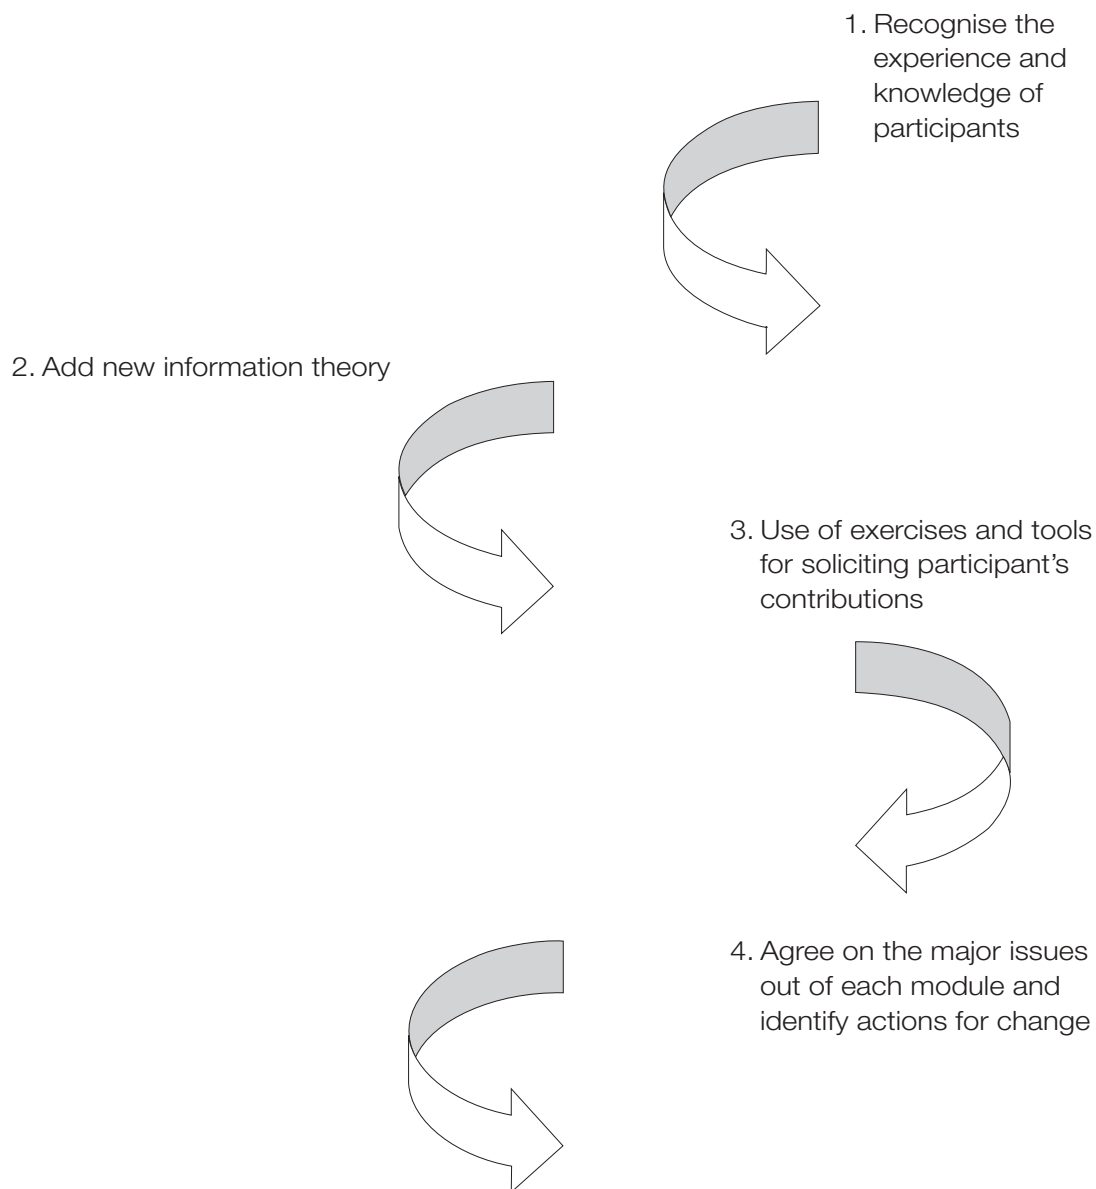 1. Recognise the
experience and
knowledge of
participants
2. Add new information theory
3. Use of exercises and tools
for soliciting participant’s
contributions
4. Agree on the major issues
out of each module and
identify actions for change